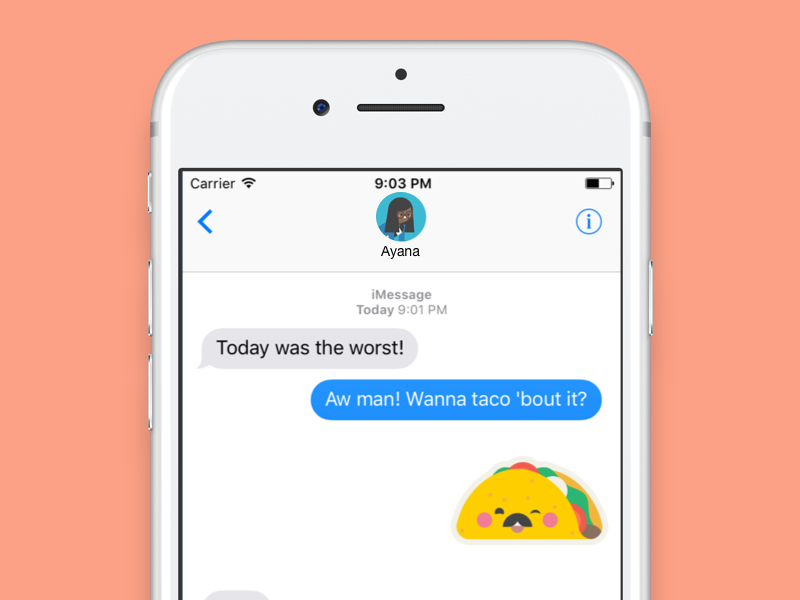 Carrier 9:03 PM
Ayana
iMessage
Today 9:01 PM
Today was the worst!
Aw man! Wanna taco 'bout it?